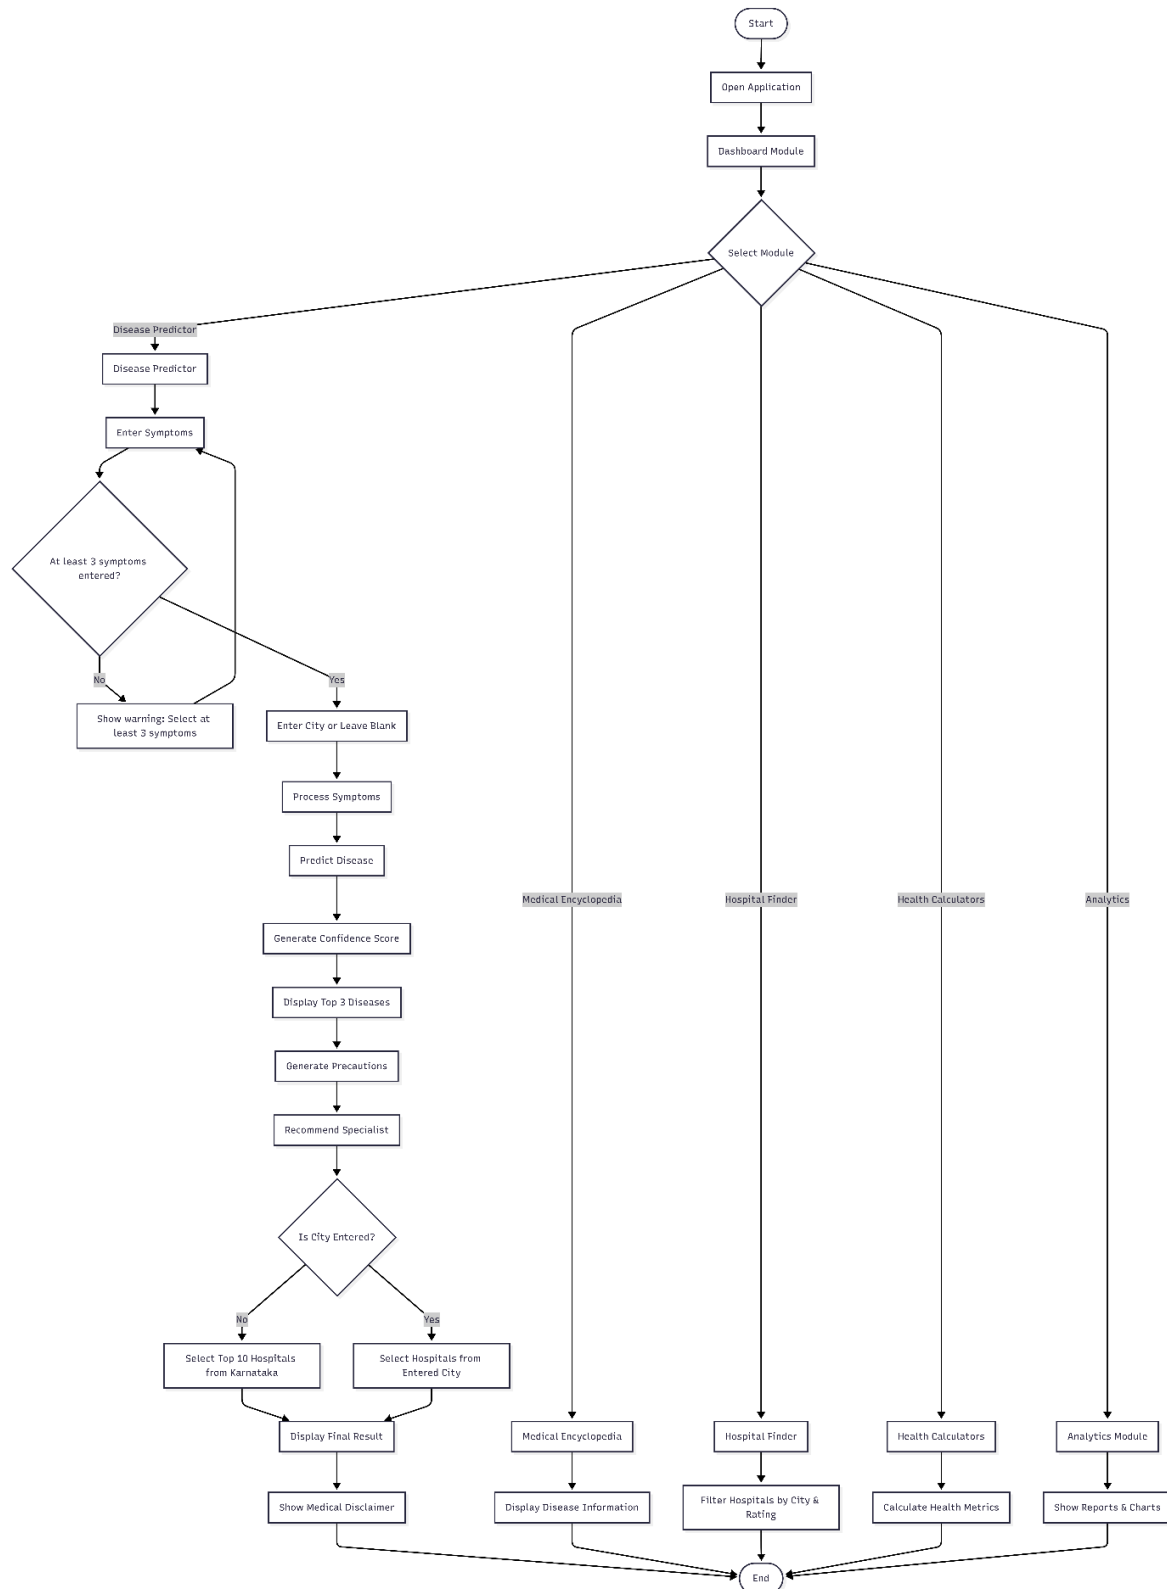 Start
Open Application
Dashboard Module
Select Module
Disease Predictor
Disease Predictor
Enter Symptoms
At least 3 symptoms
entered?
No
Yes
Show warning: Select at
least 3 symptoms
Enter City or Leave Blank
Process Symptoms
Predict Disease
Medical Encyclopedia
Hospital Finder
Health Calculators
Analytics
Generate Confidence Score
Display Top 3 Diseases
Generate Precautions
Recommend Specialist
Is City Entered?
No
Yes
Select Top 10 Hospitals
from Karnataka
Select Hospitals from
Entered City
Display Final Result
Medical Encyclopedia
Hospital Finder
Health Calculators
Analytics Module
Show Medical Disclaimer
Display Disease Information
Filter Hospitals by City &
Rating
Calculate Health Metrics
Show Reports & Charts
End